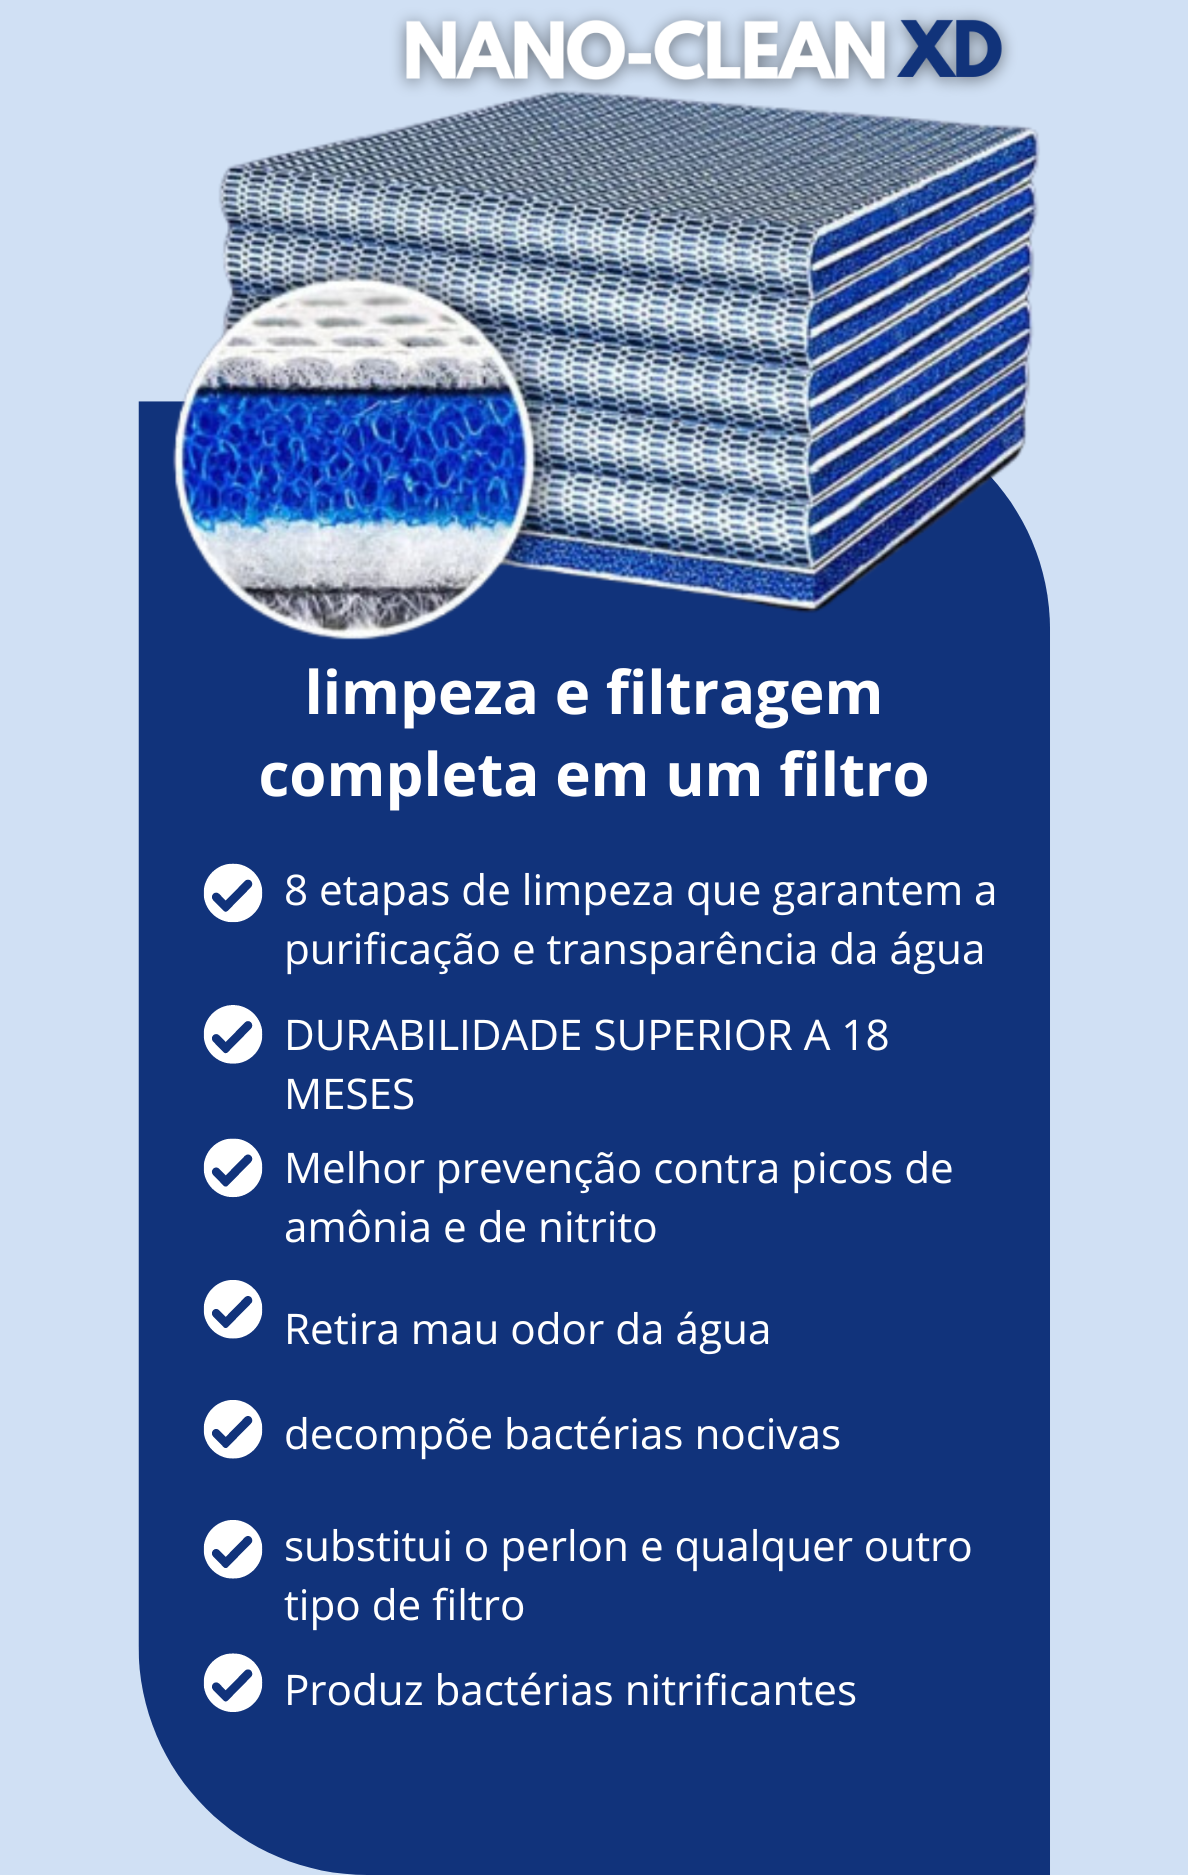 NANO-CLEAN XD
limpeza e filtragem
completa em um filtro
8 etapas de limpeza que garantem a
purificação e transparência da água
DURABILIDADE SUPERIOR A 18
MESES
Melhor prevenção contra picos de
amônia e de nitrito
Retira mau odor da água
decompõe bactérias nocivas
substitui o perlon e qualquer outro
tipo de filtro
Produz bactérias nitrificantes